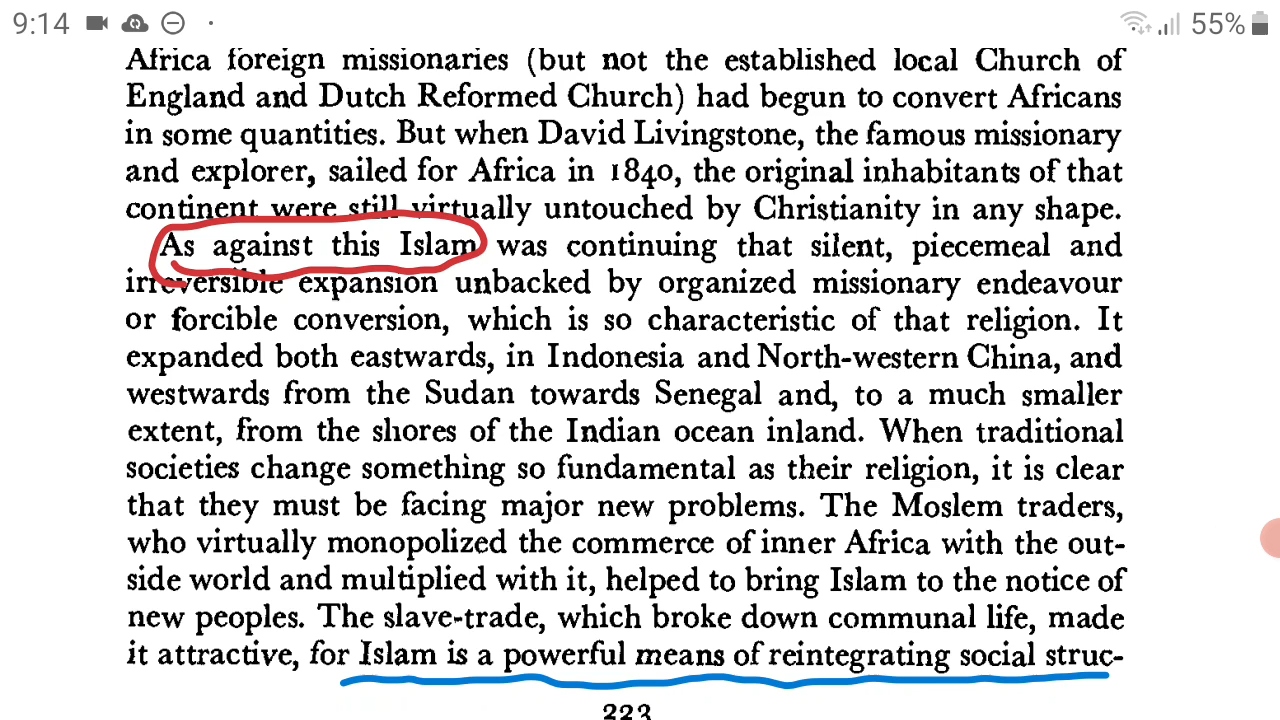 9:14 55%
Africa foreign missionaries (but not the established local Church of
England and Dutch Reformed Church) had begun to convert Africans
in some quantities. But when David Livingstone, the famous missionary
and explorer, sailed for Africa in 1840, the original inhabitants of that
continent were still virtually untouched by Christianity in any shape.
As against this Islam was continuing that silent, piecemeal and
irreversible expansion unbacked by organized missionary endeavour
or forcible conversion, which is so characteristic of that religion. It
expanded both eastwards, in Indonesia and North-western China, and
westwards from the Sudan towards Senegal and, to a much smaller
extent, from the shores of the Indian ocean inland. When traditional
societies change something so fundamental as their religion, it is clear
that they must be facing major new problems. The Moslem traders,
who virtually monopolized the commerce of inner Africa with the out-
side world and multiplied with it, helped to bring Islam to the notice of
new peoples. The slave-trade, which broke down communal life, made
it attractive, for Islam is a powerful means of reintegrating social struc-
223